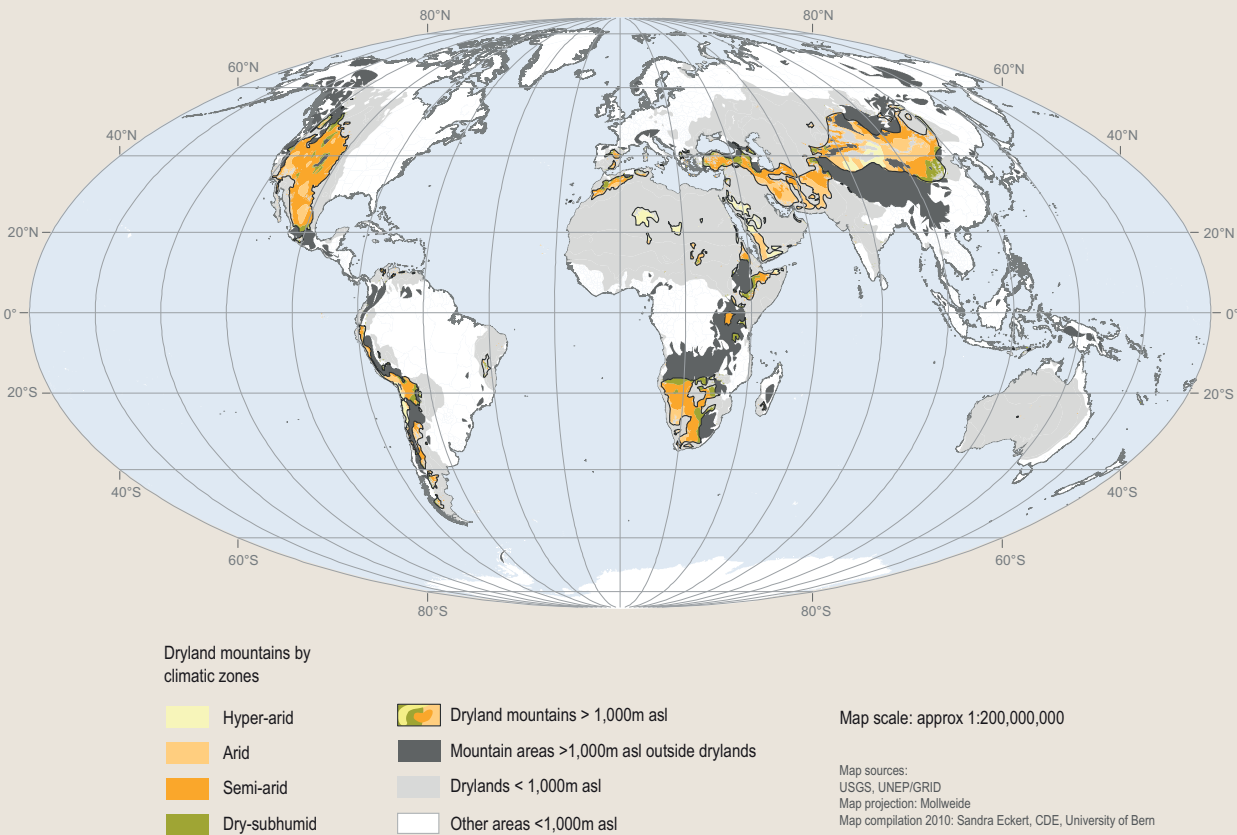 80°N
80°N
60°N
60°N
40°N
40°N
20°N
20°N
0°
0°
20°S
20°S
40°S
40°S
60°S
60°S
80°S
80°S
Dryland mountains by
climatic zones
Hyper-arid
Arid
Semi-arid
Dry-subhumid
Dryland mountains > 1,000m asl
Mountain areas >1,000m asl outside drylands
Drylands < 1,000m asl
Other areas <1,000m asl
Map scale: approx 1:200,000,000
Map sources:
USGS, UNEP/GRID
Map projection: Mollweide
Map compilation 2010: Sandra Eckert, CDE, University of Bern